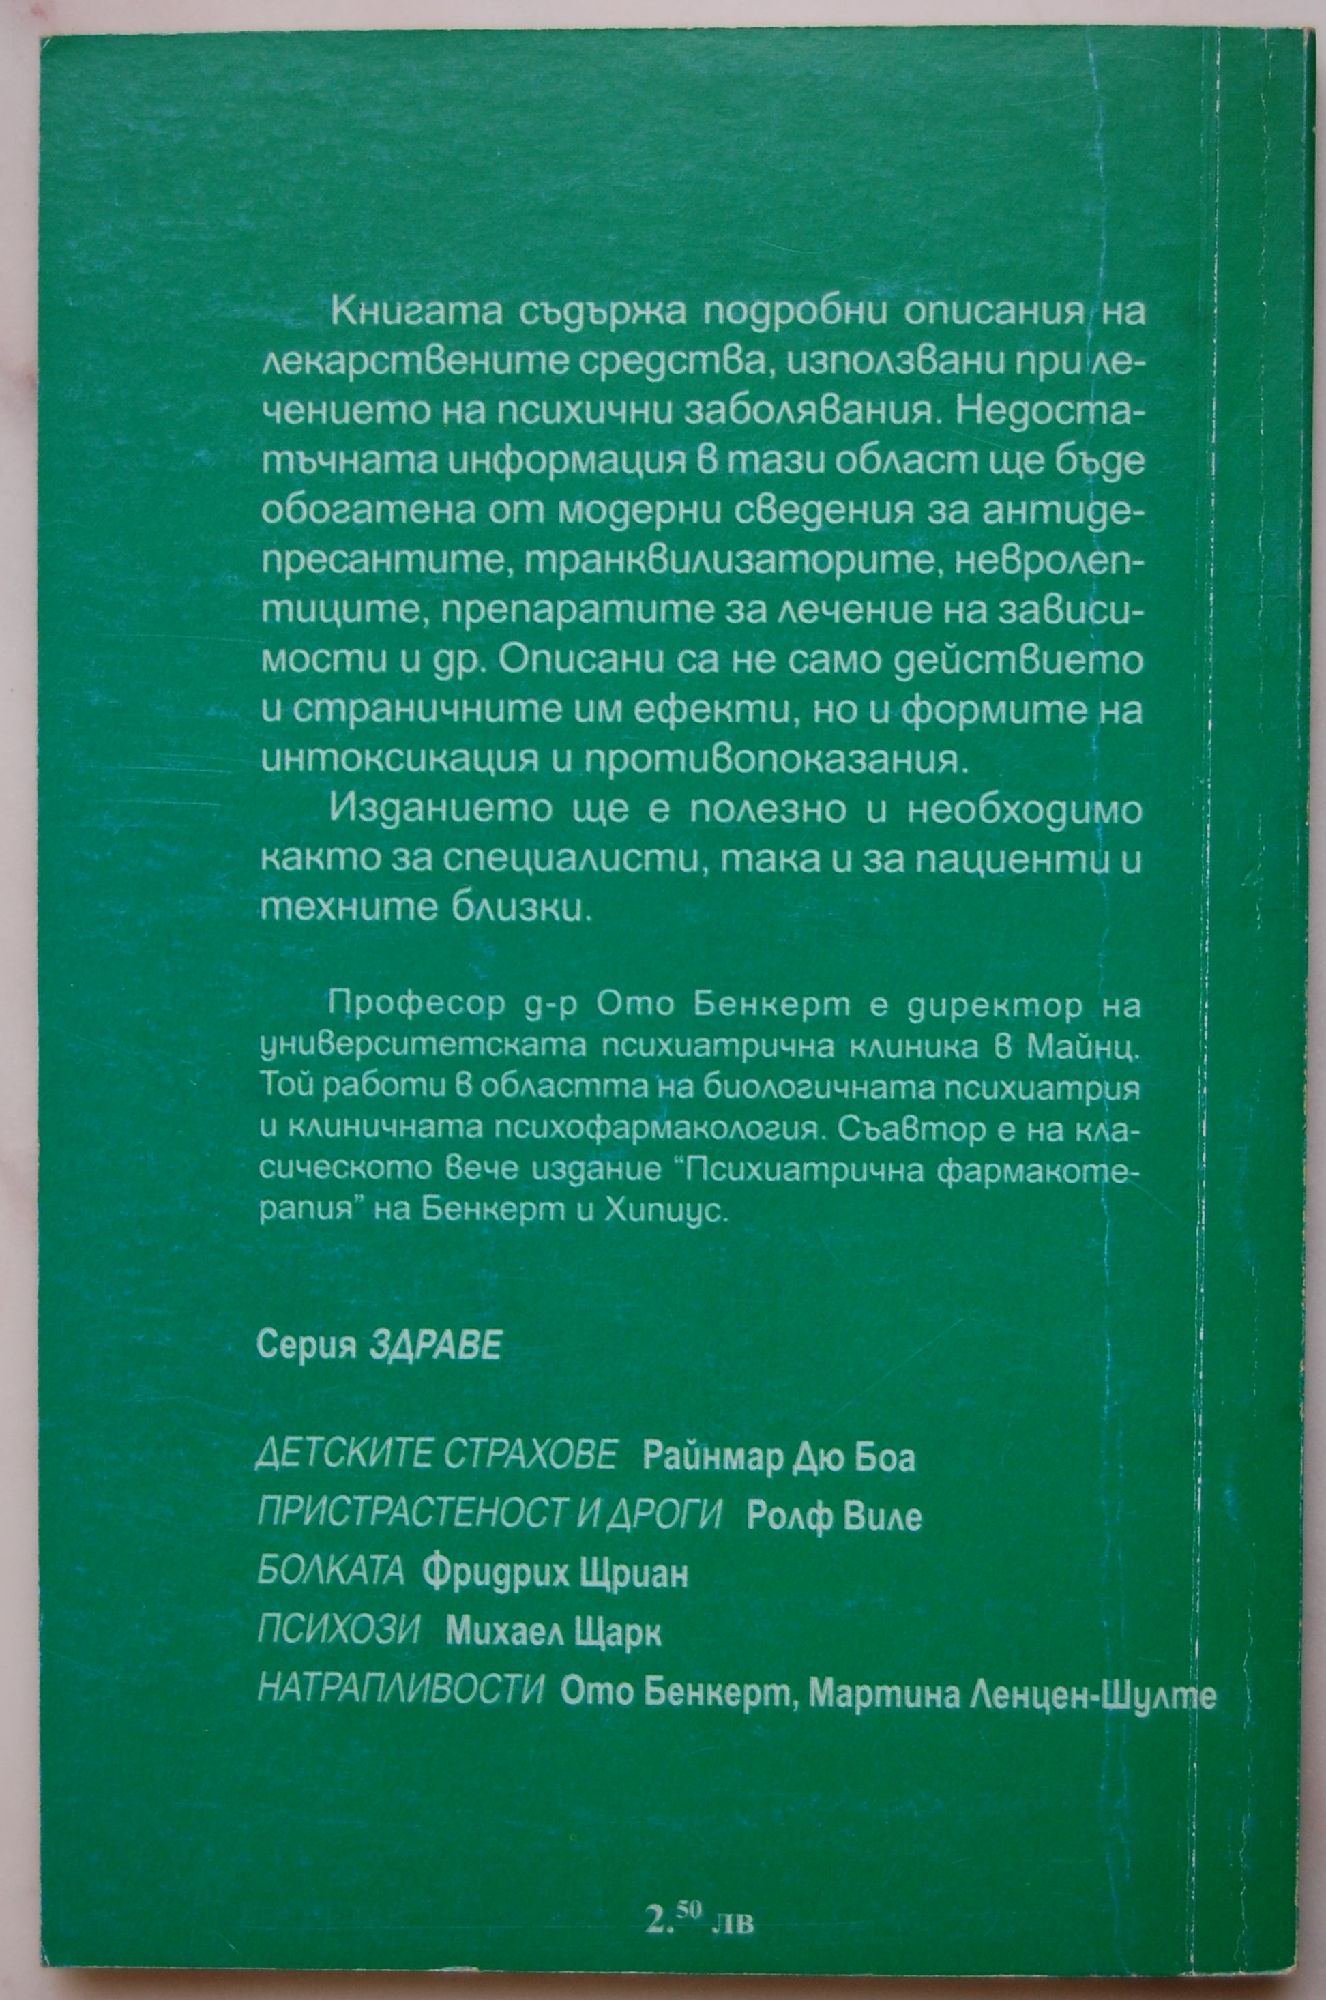 Книгата съдържа подробни описания на
лекарствените средства, използвани при ле-
чението на психични заболявания. Недоста-
тъчната информация в тази област ще бъде
обогатена от модерни сведения за антиде-
пресантите, транквилизаторите, невролеп-
тиците, препаратите за лечение на зависи-
мости и др. Описани са не само действието
и страничните им ефекти, но и формите на
интоксикация и противопоказания.
Изданието ще е полезно и необходимо
както за специалисти, така и за пациенти и
техните близки.
Професор д-р Ото Бенкерт е директор на
университетската психиатрична клиника в Майнц.
Той работи в областта на биологичната психиатрия
и клиничната психофармакология. Съавтор е на кла-
сическото вече издание “Психиатрична фармакоте-
рапия” на Бенкерт и Хипиус.
Серия ЗДРАВЕ
ДЕТСКИТЕ СТРАХОВЕ Райнмар Дю Боа
ПРИСТРАСТЕНОСТ И ДРОГИ Ролф Виле
БОЛКАТА Фридрих Щриан
ПСИХОЗИ Михаел Щарк
НАТРАПЛИВОСТИ Ото Бенкерт, Мартина Ленцен-Шулте
2.50 лв